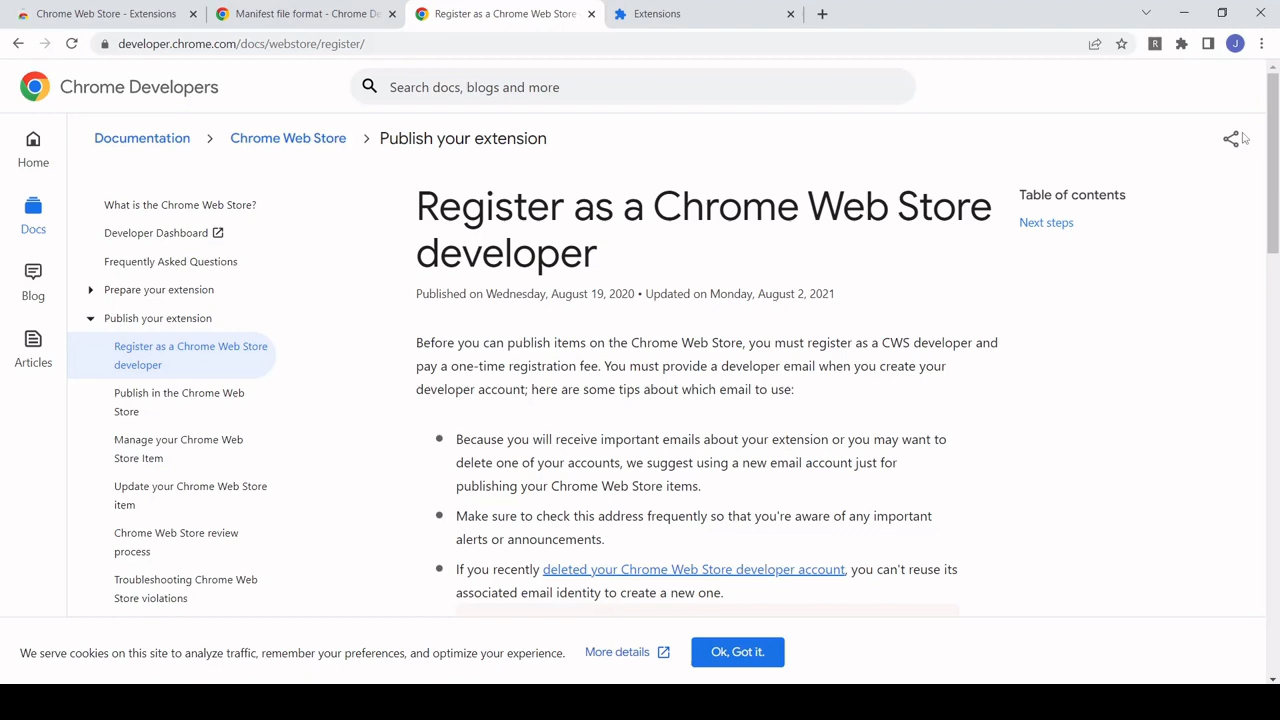 Chrome Web Store - Extensions
Manifest file format - Chrome De
Register as a Chrome Web Store
Extensions
developer.chrome.com/docs/webstore/register/
R
J
Chrome Developers
Search docs, blogs and more
Home
Docs
Blog
Articles
Documentation
Chrome Web Store
Publish your extension
What is the Chrome Web Store?
Developer Dashboard
Frequently Asked Questions
Prepare your extension
Publish your extension
Register as a Chrome Web Store
developer
Publish in the Chrome Web
Store
Manage your Chrome Web
Store Item
Update your Chrome Web Store
item
Chrome Web Store review
process
Troubleshooting Chrome Web
Store violations
Register as a Chrome Web Store
developer
Published on Wednesday, August 19, 2020 • Updated on Monday, August 2, 2021
Before you can publish items on the Chrome Web Store, you must register as a CWS developer and
pay a one-time registration fee. You must provide a developer email when you create your
developer account; here are some tips about which email to use:
Because you will receive important emails about your extension or you may want to
delete one of your accounts, we suggest using a new email account just for
publishing your Chrome Web Store items.
Make sure to check this address frequently so that you're aware of any important
alerts or announcements.
If you recently deleted your Chrome Web Store developer account, you can't reuse its
associated email identity to create a new one.
Table of contents
Next steps
We serve cookies on this site to analyze traffic, remember your preferences, and optimize your experience.
More details
Ok, Got it.